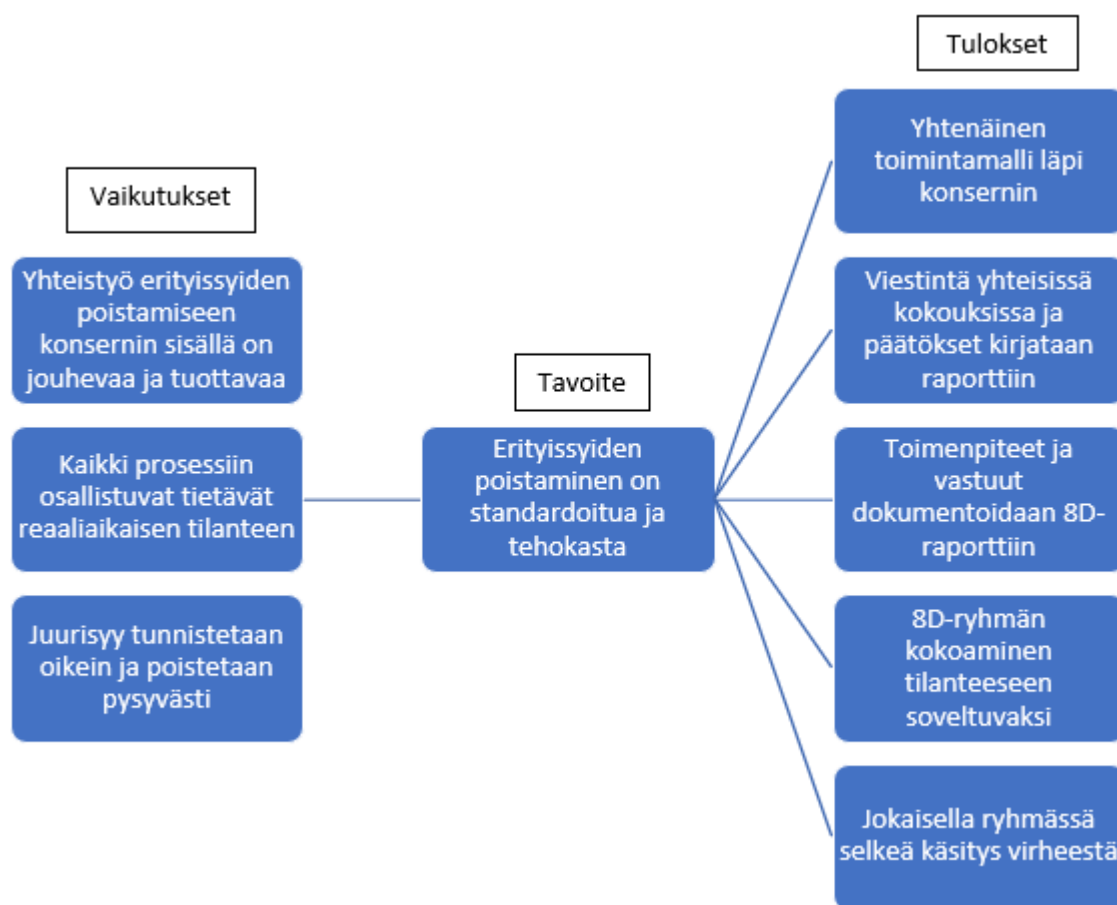 Vaikutukset
Yhteistyö erityissyiden
poistamiseen
konsernin sisällä on
jouhevaa ja tuottavaa
Kaikki prosessiin
osallistuvat tietävät
reaaliaikaisen tilanteen
Juurisyy tunnistetaan
oikein ja poistetaan
pysyvästi
Tavoite
Erityissyiden
poistaminen on
standardoitua ja
tehokasta
Tulokset
Yhtenäinen
toimintamalli läpi
konsernin
Viestintä yhteisissä
kokouksissa ja
päätökset kirjataan
raporttiin
Toimenpiteet ja
vastuut
dokumentoidaan 8D-
raporttiin
8D-ryhmän
kokoaminen
tilanteeseen
soveltuvaksi
Jokaisella ryhmässä
selkeä käsitys virheestä